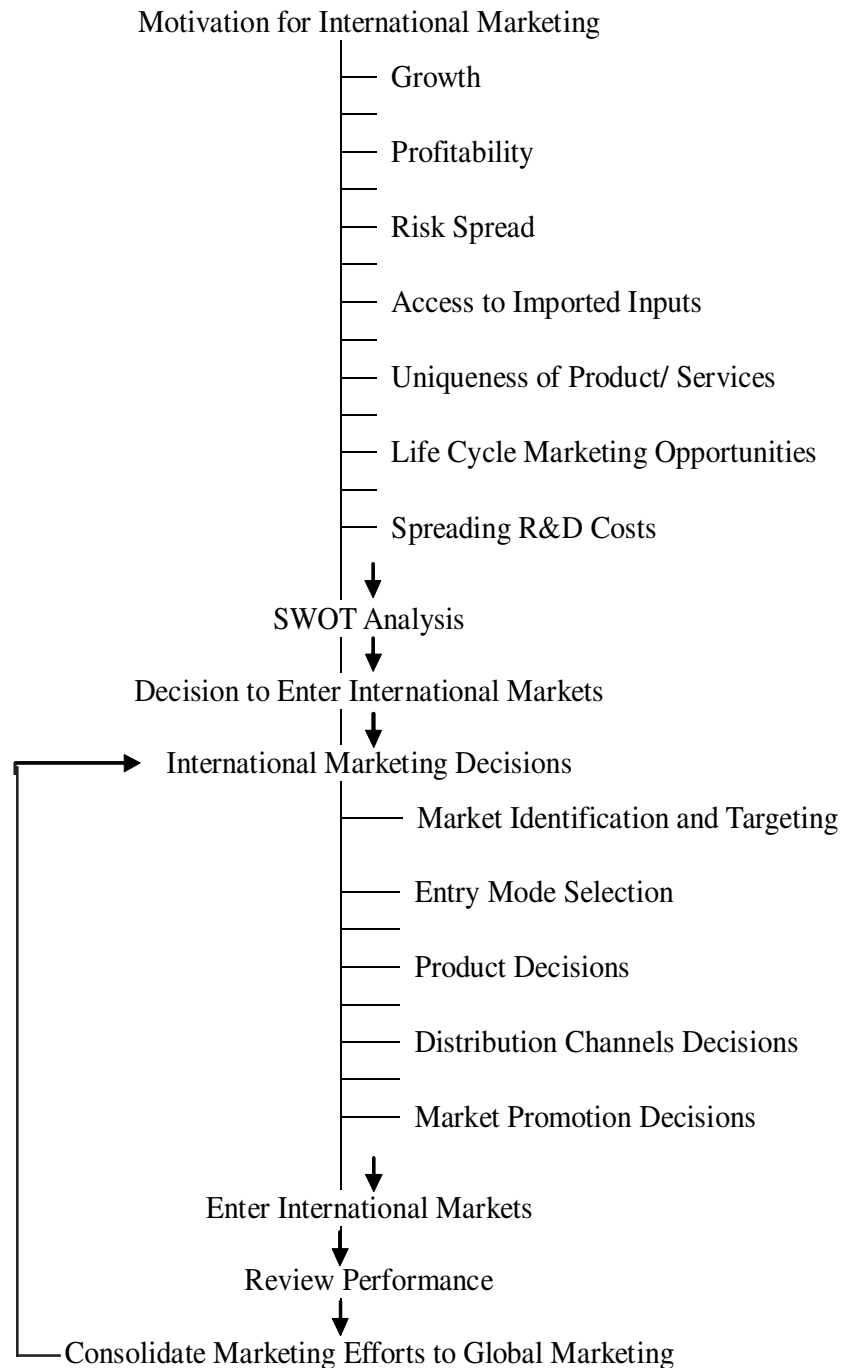 Motivation for International Marketing
Growth
Profitability
Risk Spread
Access to Imported Inputs
Uniqueness of Product/ Services
Life Cycle Marketing Opportunities
Spreading R&D Costs
SWOT Analysis
Decision to Enter International Markets
International Marketing Decisions
Market Identification and Targeting
Entry Mode Selection
Product Decisions
Distribution Channels Decisions
Market Promotion Decisions
Enter International Markets
Review Performance
Consolidate Marketing Efforts to Global Marketing